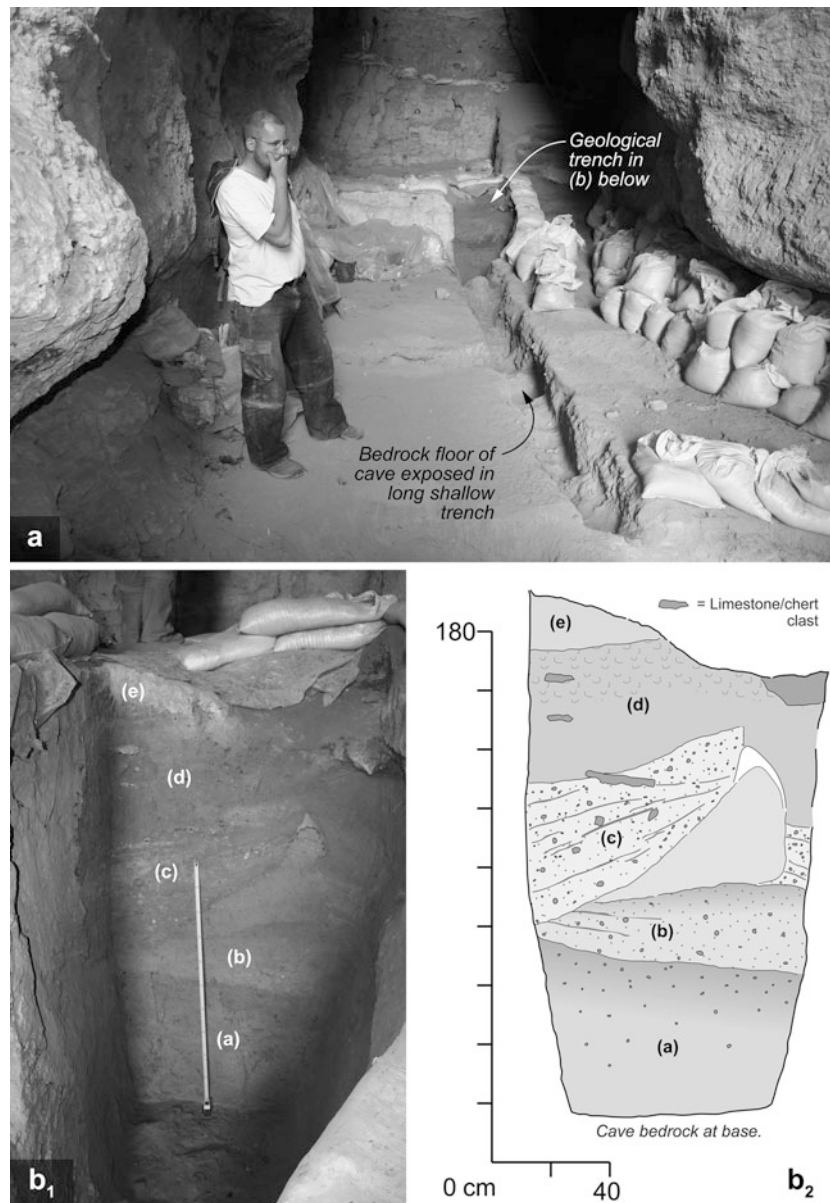 Geological
trench in
(b) below
Bedrock floor of
cave exposed in
long shallow
trench
a
(e)
(d)
(c)
(b)
(a)
b1
= Limestone/chert
clast
180
(e)
(d)
(c)
(b)
(a)
Cave bedrock at base.
0 cm
40
b2